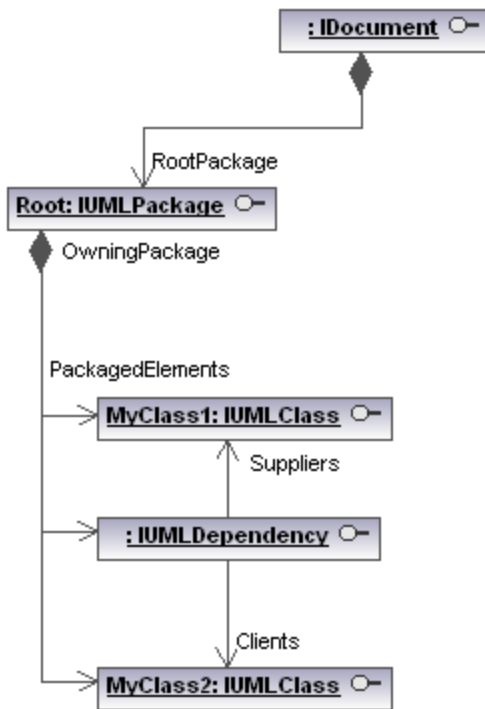 : IDocument
RootPackage
Root: IUMLPackage
OwningPackage
PackagedElements
MyClass1: IUMLClass
Suppliers
: IUMLDependency
Clients
MyClass2: IUMLClass